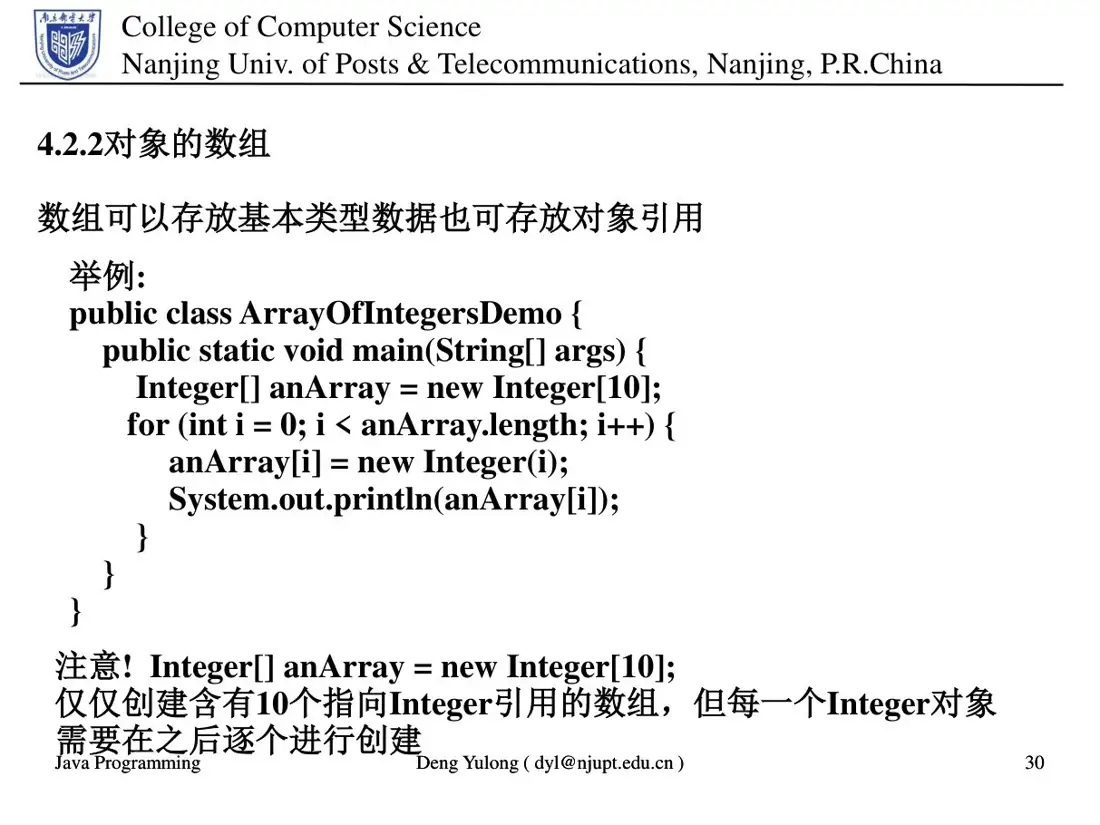 College of Computer Science
Nanjing Univ. of Posts & Telecommunications, Nanjing, P.R.China
4.2.2对象的数组
数组可以存放基本类型数据也可存放对象引用
举例:
public class ArrayOfIntegersDemo {
public static void main(String[] args) {
Integer[] anArray = new Integer[10];
for (int i = 0; i < anArray.length; i++) {
anArray[i] = new Integer(i);
System.out.println(anArray[i]);
}
}
}
注意! Integer[] anArray = new Integer[10];
仅仅创建含有10个指向Integer引用的数组，但每一个Integer对象
需要在之后逐个进行创建
Java Programming Deng Yulong ( dyl@njupt.edu.cn ) 30